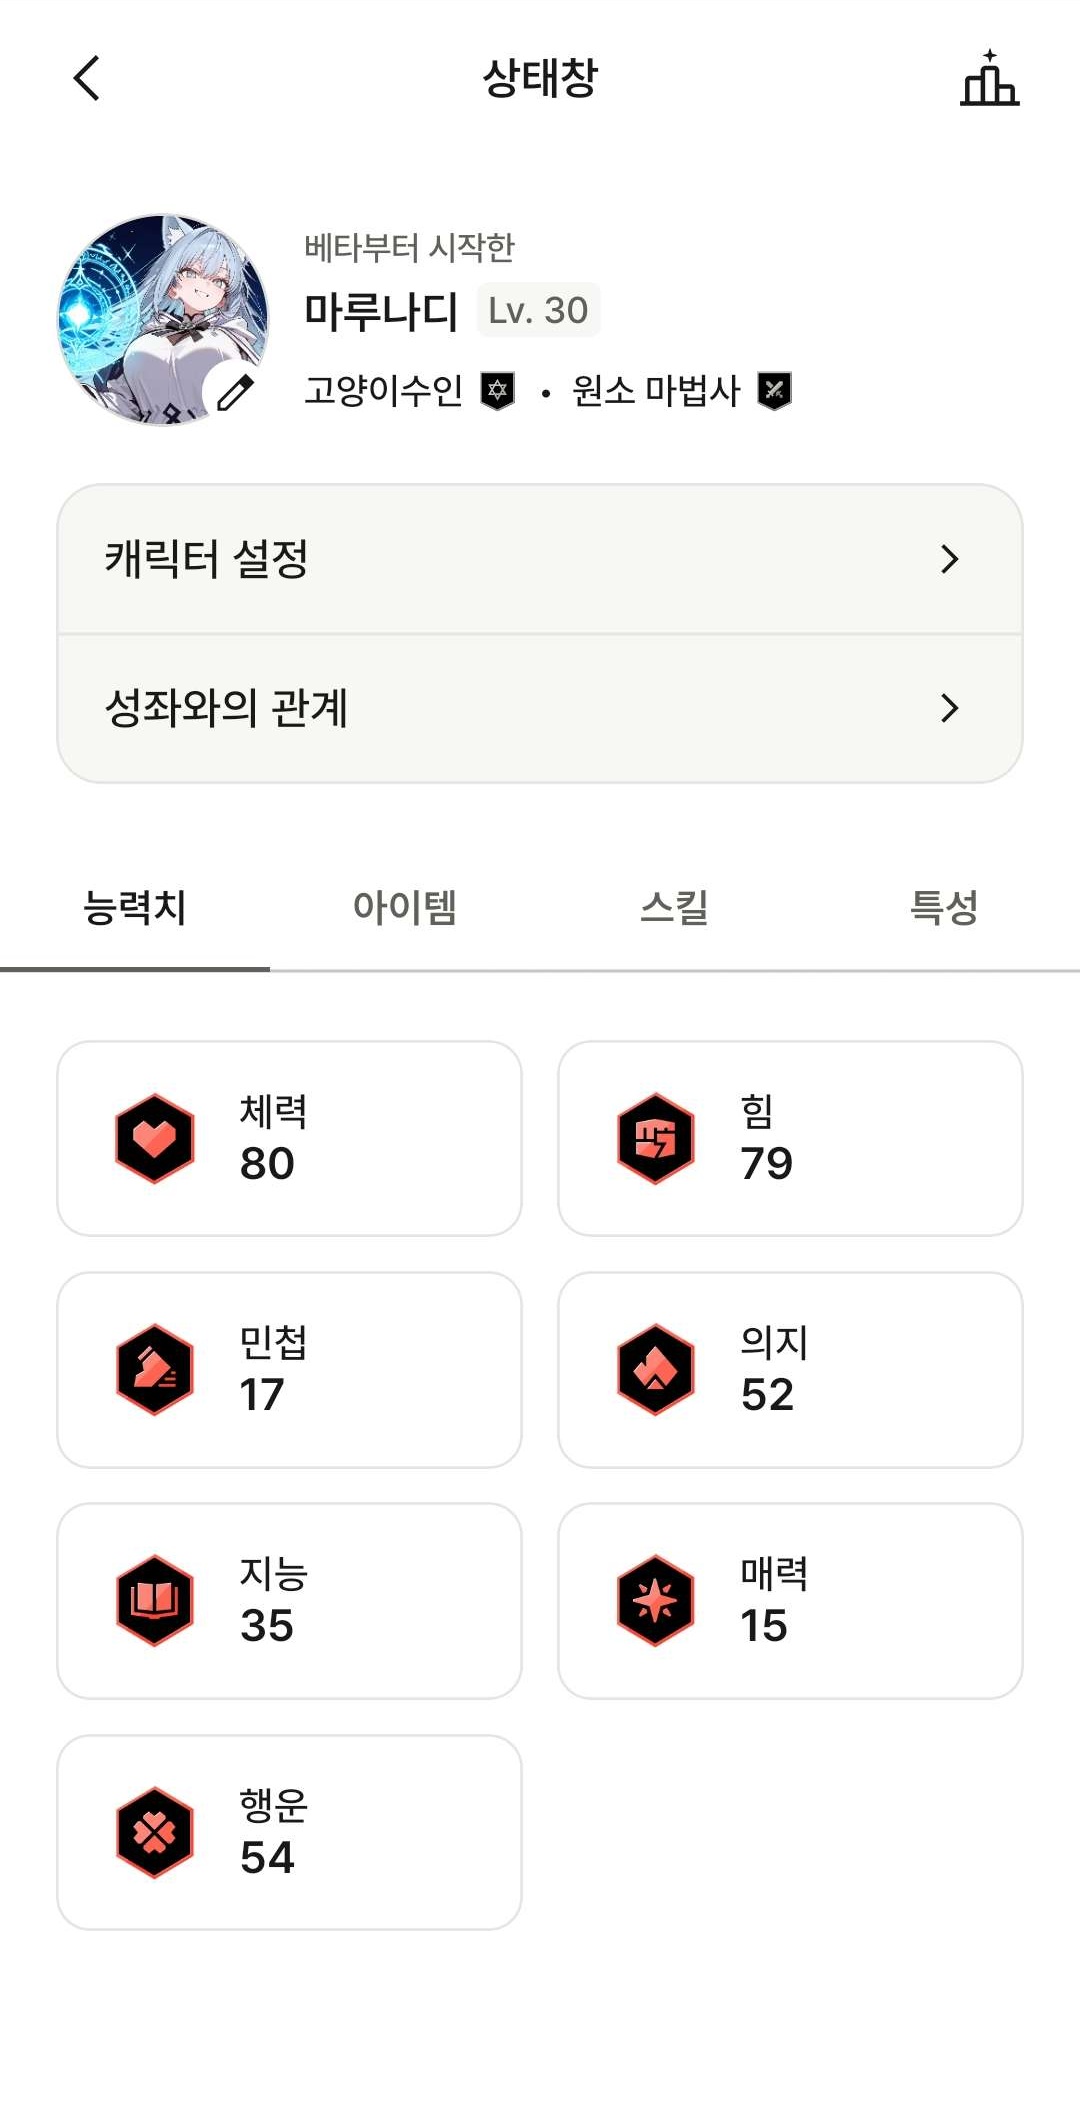 상태창
베타부터 시작한
마루나디 Lv. 30
고양이수인 • 원소 마법사
캐릭터 설정
성좌와의 관계
능력치 아이템 스킬 특성
체력 힘
80 79
민첩 의지
17 52
지능 매력
35 15
행운
54